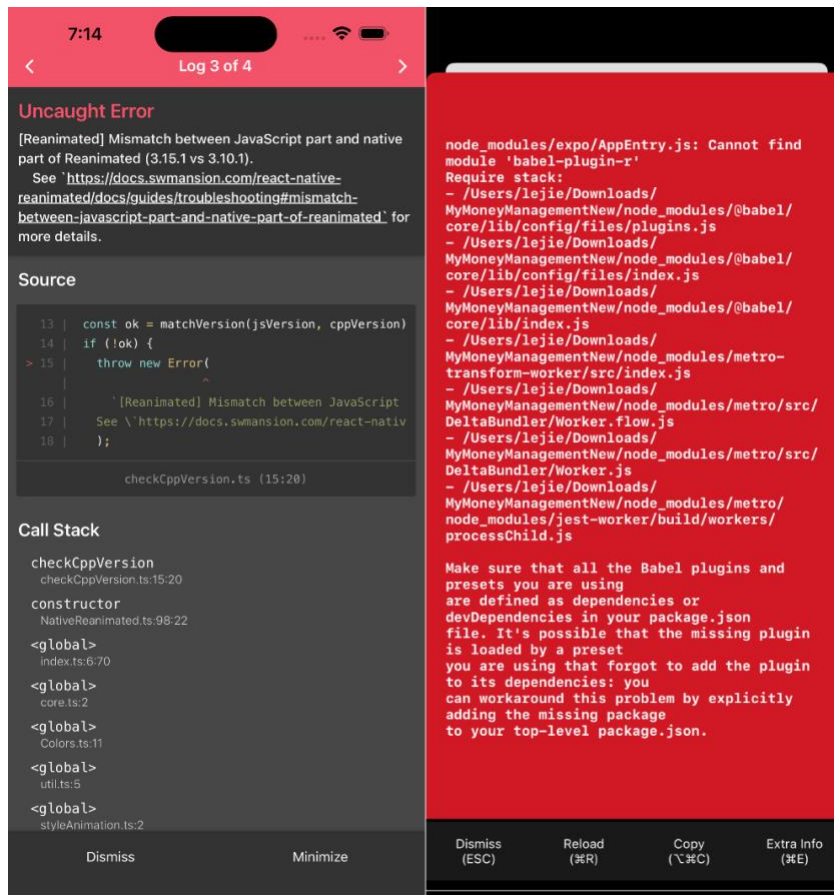 7:14
Log 3 of 4
Uncaught Error
[Reanimated] Mismatch between JavaScript part and native
part of Reanimated (3.15.1 vs 3.10.1).
See `https://docs.swmansion.com/react-native-
reanimated/docs/guides/troubleshooting#mismatch-
between-javascript-part-and-native-part-of-reanimated` for
more details.
Source
13 | const ok = matchVersion(jsVersion, cppVersion)
14 | if (!ok) {
> 15 | throw new Error(
| ^
16 | `[Reanimated] Mismatch between JavaScript
17 | See \`https://docs.swmansion.com/react-nativ
18 | );
checkCppVersion.ts (15:20)
Call Stack
checkCppVersion
checkCppVersion.ts:15:20
constructor
NativeReanimated.ts:98:22
<global>
index.ts:6:70
<global>
core.ts:2
<global>
Colors.ts:11
<global>
util.ts:5
<global>
styleAnimation.ts:2
Dismiss
Minimize
node_modules/expo/AppEntry.js: Cannot find
module 'babel-plugin-r'
Require stack:
- /Users/lejie/Downloads/
MyMoneyManagementNew/node_modules/@babel/
core/lib/config/files/plugins.js
- /Users/lejie/Downloads/
MyMoneyManagementNew/node_modules/@babel/
core/lib/config/files/index.js
- /Users/lejie/Downloads/
MyMoneyManagementNew/node_modules/@babel/
core/lib/index.js
- /Users/lejie/Downloads/
MyMoneyManagementNew/node_modules/metro-
transform-worker/src/index.js
- /Users/lejie/Downloads/
MyMoneyManagementNew/node_modules/metro/src/
DeltaBundler/Worker.flow.js
- /Users/lejie/Downloads/
MyMoneyManagementNew/node_modules/metro/src/
DeltaBundler/Worker.js
- /Users/lejie/Downloads/
MyMoneyManagementNew/node_modules/metro/
node_modules/jest-worker/build/workers/
processChild.js
Make sure that all the Babel plugins and
presets you are using
are defined as dependencies or
devDependencies in your package.json
file. It's possible that the missing plugin
is loaded by a preset
you are using that forgot to add the plugin
to its dependencies: you
can workaround this problem by explicitly
adding the missing package
to your top-level package.json.
Dismiss
(ESC)
Reload
(⌘R)
Copy
(⌥⌘C)
Extra Info
(⌘E)